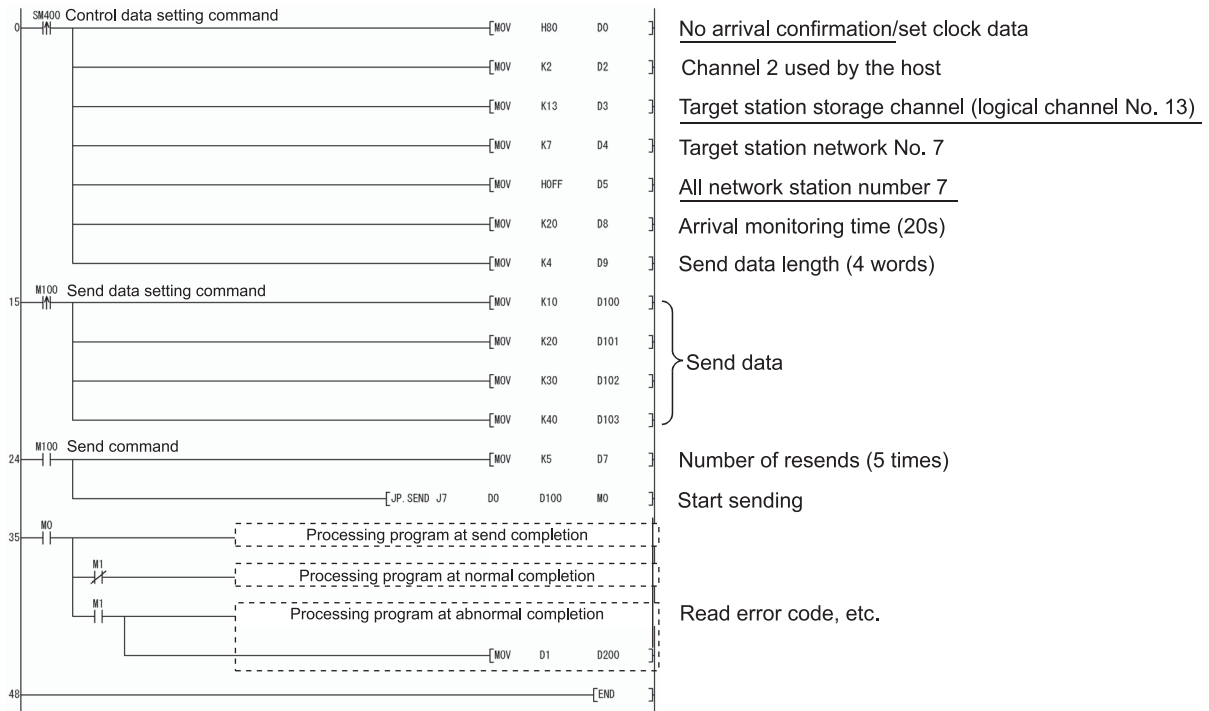 SM400 Control data setting command
0 MOV H80 D0 No arrival confirmation/set clock data
MOV K2 D2 Channel 2 used by the host
MOV K13 D3 Target station storage channel (logical channel No. 13)
MOV K7 D4 Target station network No. 7
MOV H0FF D5 All network station number 7
MOV K20 D8 Arrival monitoring time (20s)
MOV K4 D9 Send data length (4 words)
M100 Send data setting command
15 MOV K10 D100
MOV K20 D101
Send data
MOV K30 D102
MOV K40 D103
M100 Send command
24 MOV K5 D7 Number of resends (5 times)
JP.SEND J7 D0 D100 M0 Start sending
M0
35 Processing program at send completion
M1
Processing program at normal completion
M1
Processing program at abnormal completion Read error code, etc.
MOV D1 D200
48 END